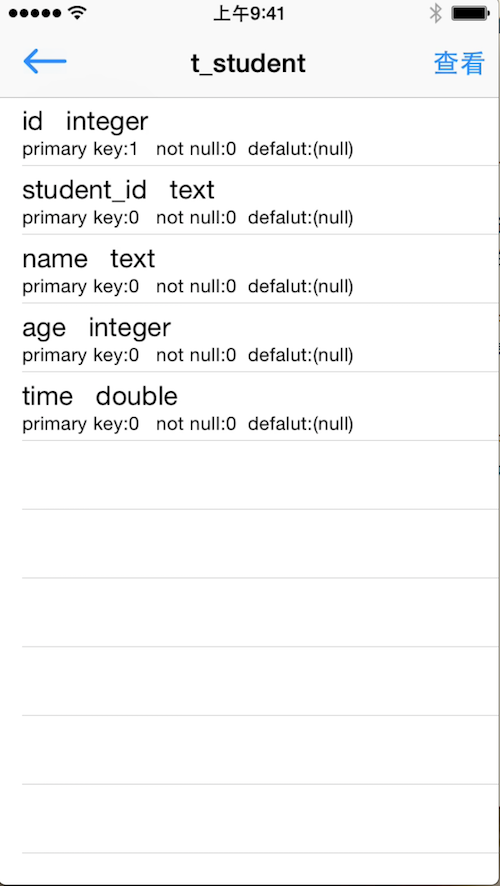 上午9:41
t_student 查看
id integer
primary key:1 not null:0 defalut:(null)
student_id text
primary key:0 not null:0 defalut:(null)
name text
primary key:0 not null:0 defalut:(null)
age integer
primary key:0 not null:0 defalut:(null)
time double
primary key:0 not null:0 defalut:(null)